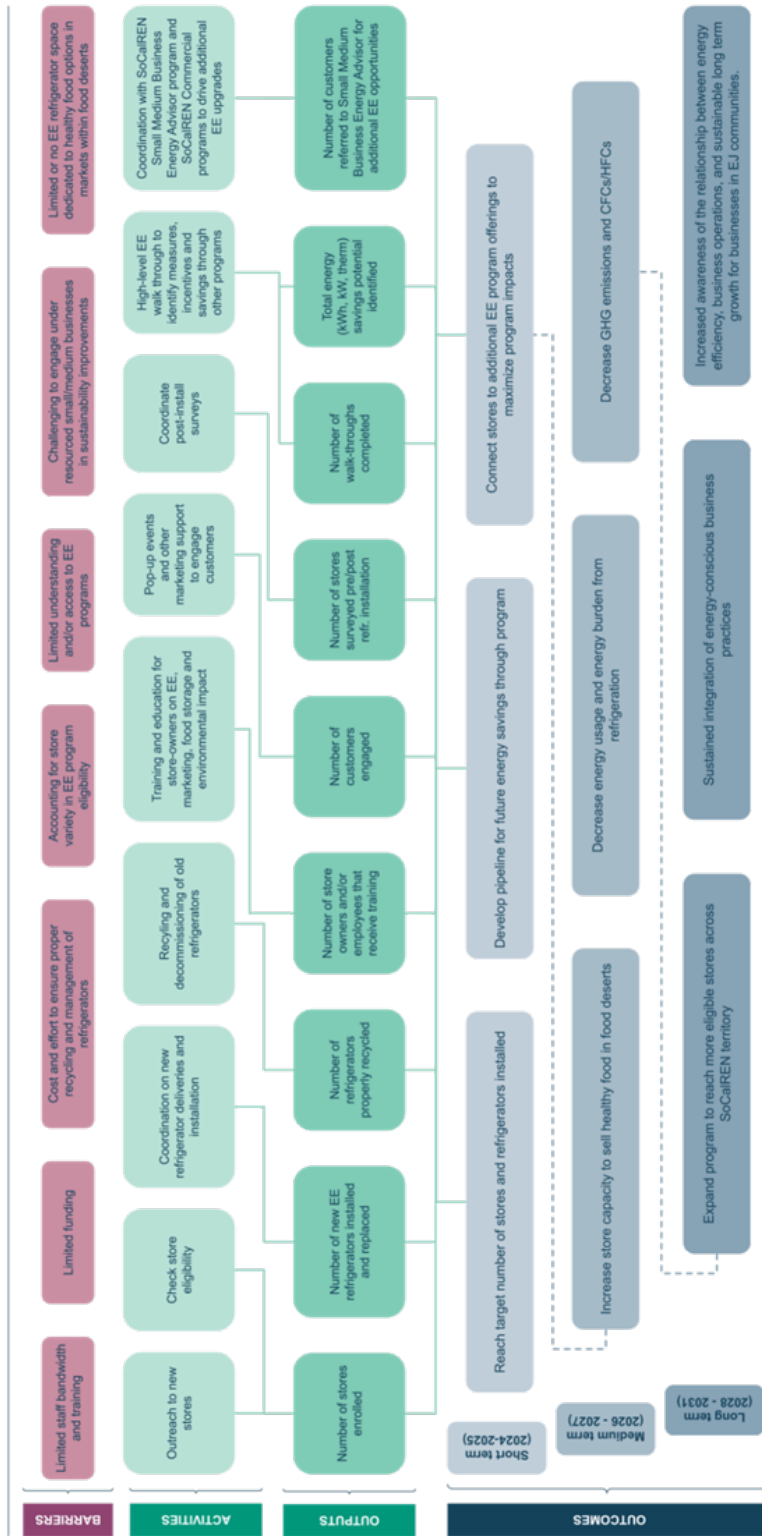 BARRIERS
Limited staff bandwidth
and training
Limited funding
Cost and effort to ensure proper
recycling and management of
refrigerators
Accounting for store
variety in EE program
eligibility
Limited understanding
and/or access to EE
programs
Challenging to engage under
resourced small/medium businesses
in sustainability improvements
Limited or no EE refrigerator space
dedicated to healthy food options in
markets within food deserts
ACTIVITIES
Outreach to new
stores
Check store
eligibility
Coordination on new
refrigerator deliveries and
installation
Recyling and
decommissioning of old
refrigerators
Training and education for
store-owners on EE,
marketing, food storage and
environmental impact
Pop-up events
and other
marketing support
to engage
customers
Coordinate
post-install
surveys
High-level EE
walk through to
identify measures,
incentives and
savings through
other programs
Coordination with SoCalREN
Small Medium Business
Energy Advisor program and
SoCalREN Commercial
programs to drive additional
EE upgrades
OUTPUTS
Number of stores
enrolled
Number of new EE
refrigerators installed
and replaced
Number of
refrigerators
properly recycled
Number of store
owners and/or
employees that
receive training
Number of
customers
engaged
Number of stores
surveyed pre/post
refr. installation
Number of
walk-throughs
completed
Total energy
(kWh, kW, therm)
savings potential
identified
Number of customers
referred to Small Medium
Business Energy Advisor for
additional EE opportunities
OUTCOMES
Short term
(2024-2025)
Reach target number of stores and refrigerators installed
Develop pipeline for future energy savings through program
Connect stores to additional EE program offerings to
maximize program impacts
Medium term
(2026 - 2027)
Increase store capacity to sell healthy food in food deserts
Decrease energy usage and energy burden from
refrigeration
Decrease GHG emissions and CFCs/HFCs
Long term
(2028 - 2031)
Expand program to reach more eligible stores across
SoCalREN territory
Sustained integration of energy-conscious business
practices
Increased awareness of the relationship between energy
efficiency, business operations, and sustainable long term
growth for businesses in EJ communities.